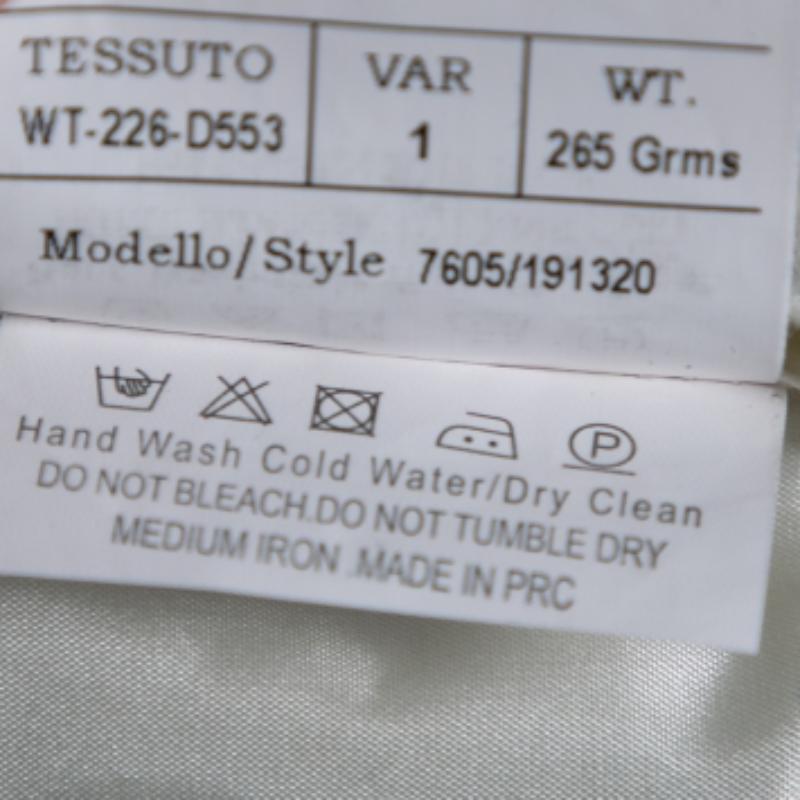 TESSUTO VAR WT.
WT-226-D553 1 265 Grms
Modello/Style 7605/191320
P
Hand Wash Cold Water/Dry Clean
DO NOT BLEACH.DO NOT TUMBLE DRY
MEDIUM IRON .MADE IN PRC